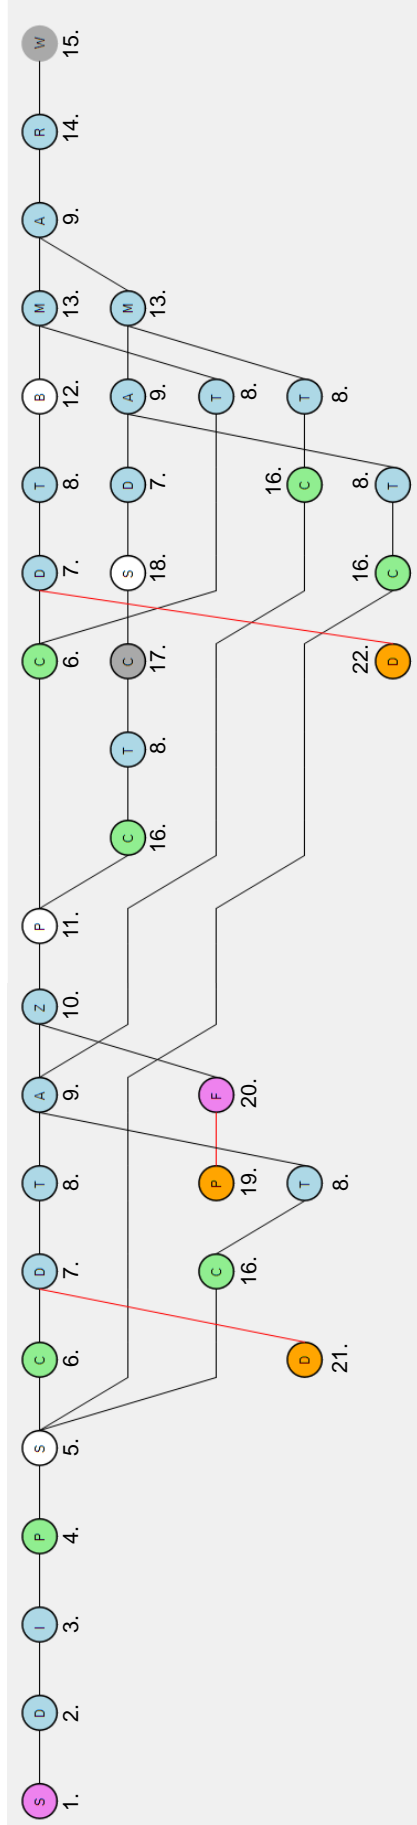 S D I P S C D T A Z P C D T B M A R W
1. 2. 3. 4. 5. 6. 7. 8. 9. 10. 11. 6. 7. 8. 12. 13. 9. 14. 15.
C T C S D A M
16. 8. 17. 18. 7. 9. 13.
C P F T
16. 19. 20. 8.
16.
D T C T
21. 8. 8.
22. 16. 8.
D C T